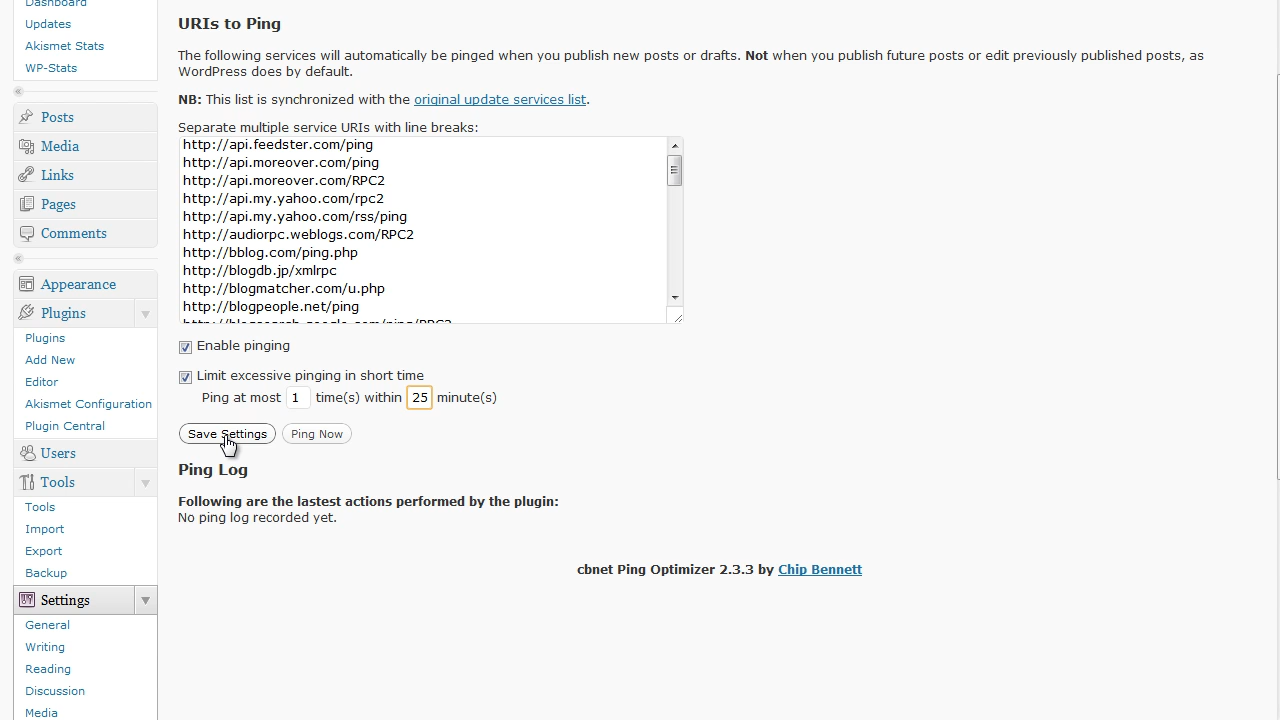 Dashboard
Updates
Akismet Stats
WP-Stats
Posts
Media
Links
Pages
Comments
Appearance
Plugins
Plugins
Add New
Editor
Akismet Configuration
Plugin Central
Users
Tools
Tools
Import
Export
Backup
Settings
General
Writing
Reading
Discussion
Media
URIs to Ping
The following services will automatically be pinged when you publish new posts or drafts. Not when you publish future posts or edit previously published posts, as
WordPress does by default.
NB: This list is synchronized with the original update services list.
Separate multiple service URIs with line breaks:
http://api.feedster.com/ping
http://api.moreover.com/ping
http://api.moreover.com/RPC2
http://api.my.yahoo.com/rpc2
http://api.my.yahoo.com/rss/ping
http://audiorpc.weblogs.com/RPC2
http://bblog.com/ping.php
http://blogdb.jp/xmlrpc
http://blogmatcher.com/u.php
http://blogpeople.net/ping
http://blogsearch.google.com/ping/RPC2
Enable pinging
Limit excessive pinging in short time
Ping at most 1 time(s) within 25 minute(s)
Save Settings Ping Now
Ping Log
Following are the lastest actions performed by the plugin:
No ping log recorded yet.
cbnet Ping Optimizer 2.3.3 by Chip Bennett